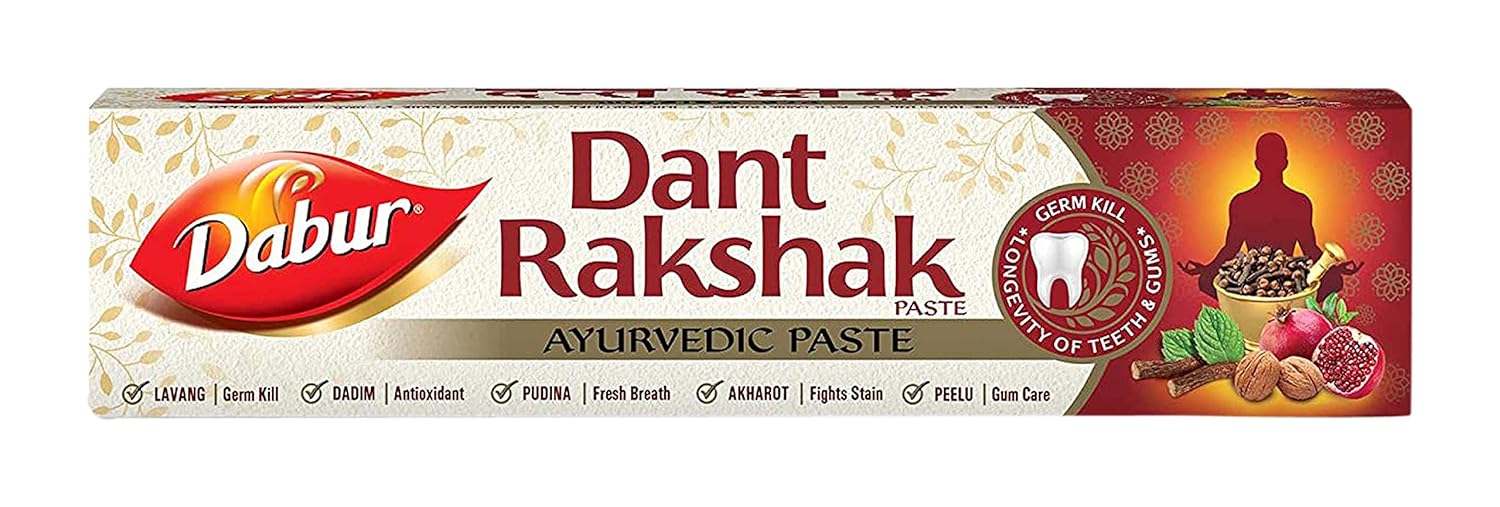 Dabur®
Dant
Rakshak
PASTE
AYURVEDIC PASTE
GERM KILL
*LONGEVITY OF TEETH & GUMS*
LAVANG | Germ Kill
DADIM | Antioxidant
PUDINA | Fresh Breath
AKHAROT | Fights Stain
PEELU | Gum Care